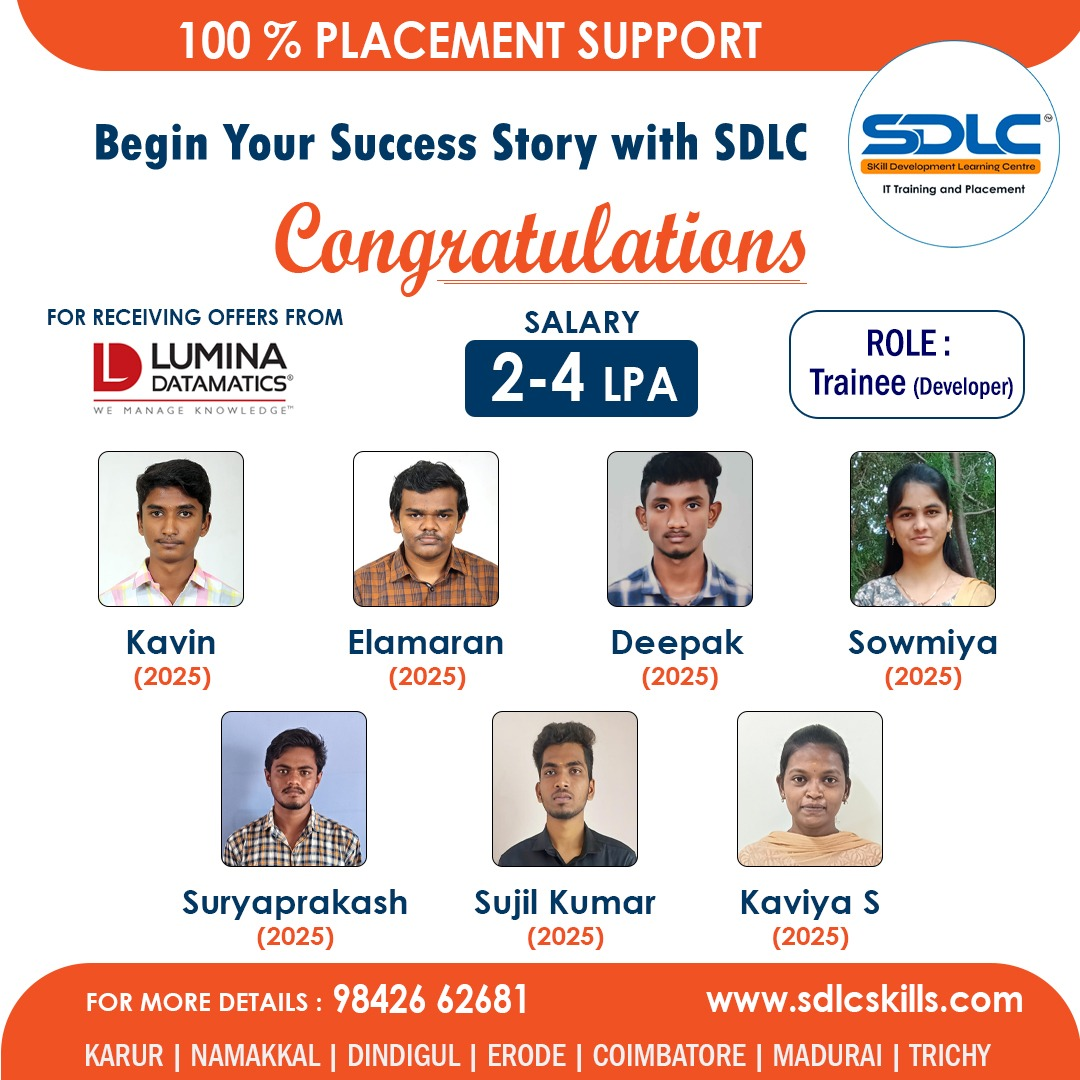 100 % PLACEMENT SUPPORT
SDLC™
SKill Development Learning Centre
IT Training and Placement
Begin Your Success Story with SDLC
Congratulations
FOR RECEIVING OFFERS FROM
LUMINA
DATAMATICS®
WE MANAGE KNOWLEDGE™
SALARY
2-4 LPA
ROLE :
Trainee (Developer)
Kavin
(2025)
Elamaran
(2025)
Deepak
(2025)
Sowmiya
(2025)
Suryaprakash
(2025)
Sujil Kumar
(2025)
Kaviya S
(2025)
FOR MORE DETAILS : 98426 62681
www.sdlcskills.com
KARUR | NAMAKKAL | DINDIGUL | ERODE | COIMBATORE | MADURAI | TRICHY